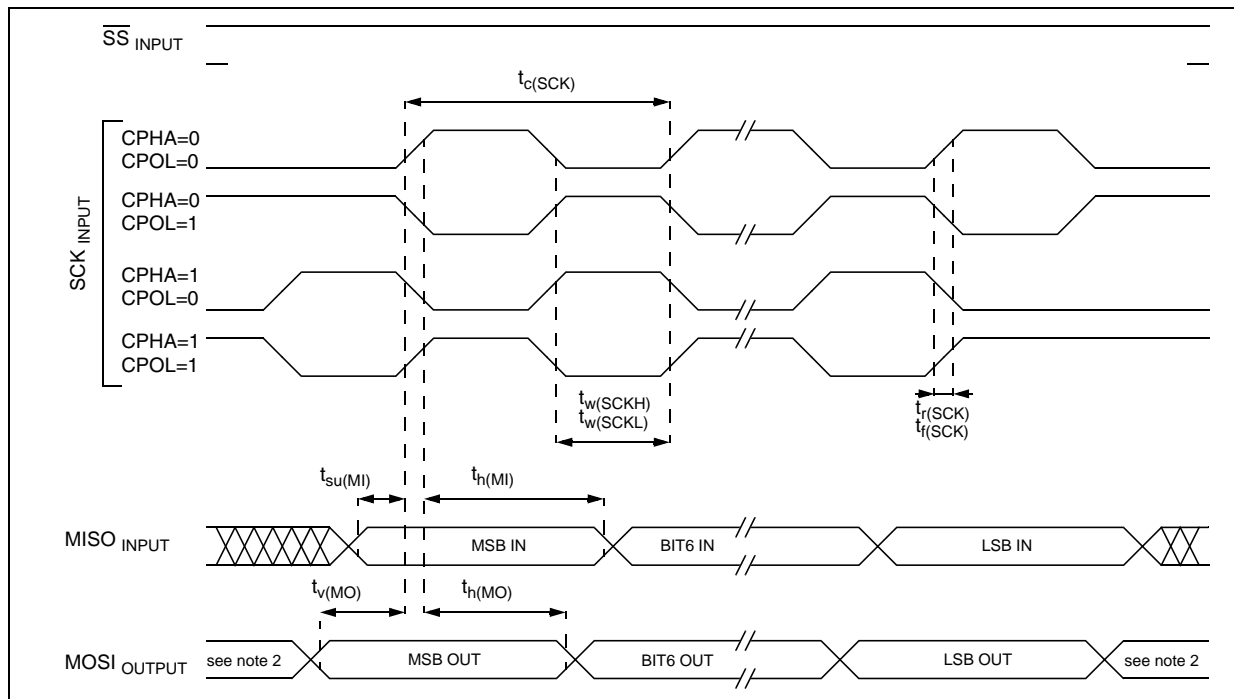 SS INPUT
tc(SCK)
SCK INPUT
CPHA=0
CPOL=0
CPHA=0
CPOL=1
CPHA=1
CPOL=0
CPHA=1
CPOL=1
tw(SCKH)
tw(SCKL)
tr(SCK)
tf(SCK)
tsu(MI)
th(MI)
MISO INPUT
MSB IN
BIT6 IN
LSB IN
tv(MO)
th(MO)
MOSI OUTPUT
see note 2
MSB OUT
BIT6 OUT
LSB OUT
see note 2